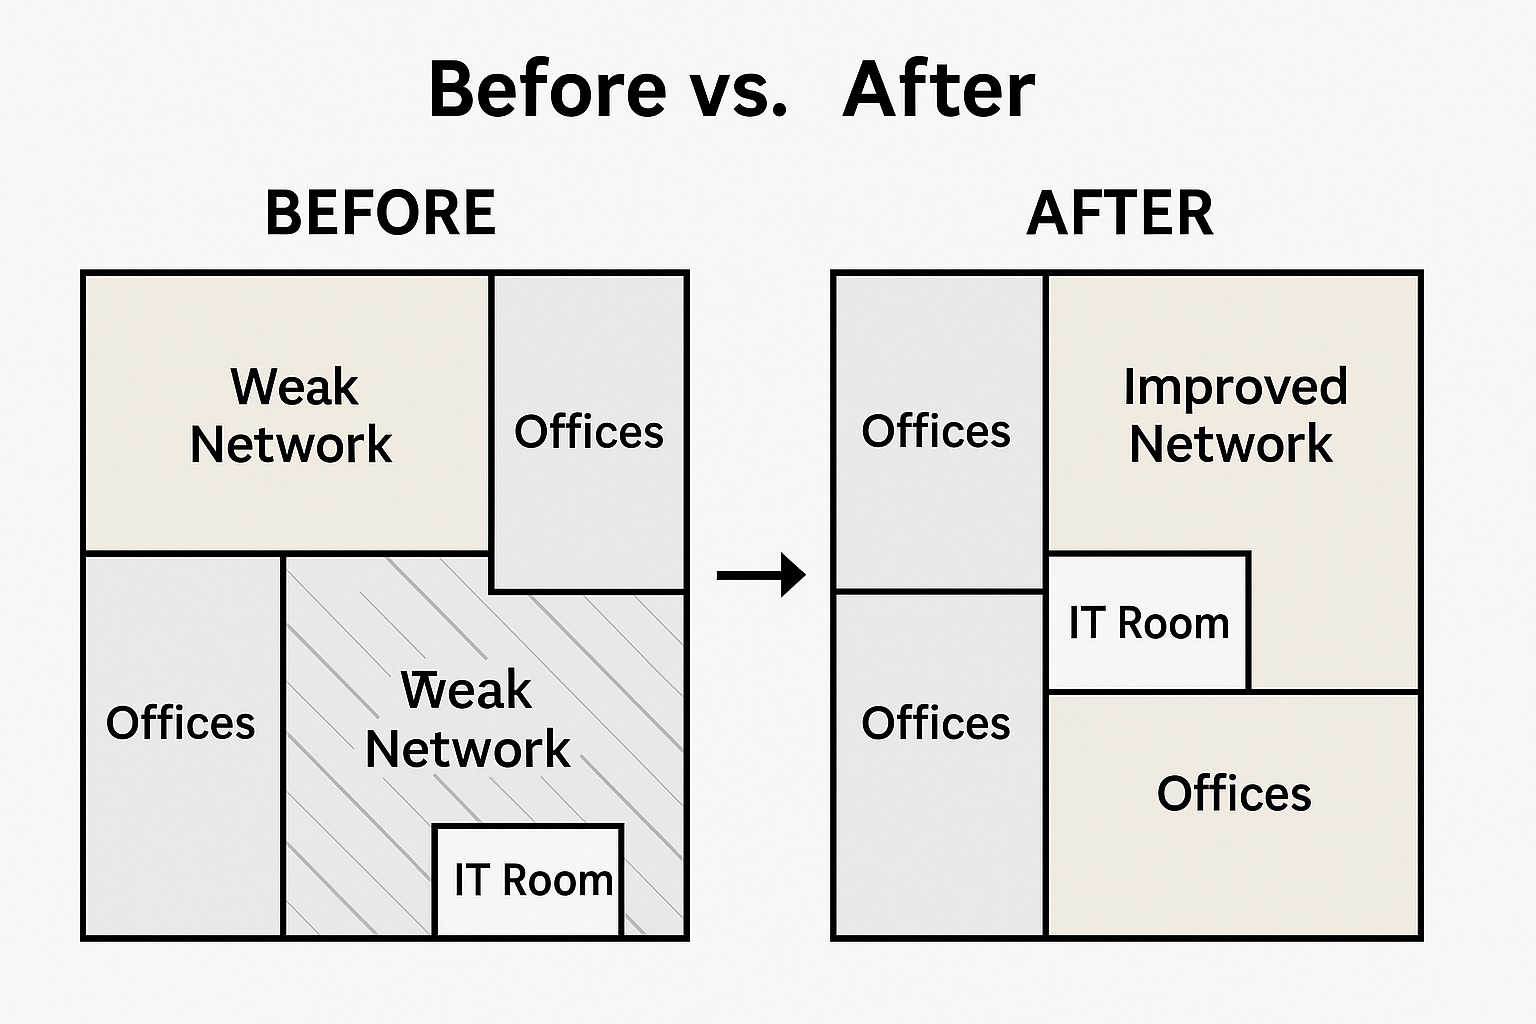 Before vs. After
BEFORE
AFTER
Weak
Network
Offices
Offices
Weak
Network
IT Room
Offices
Improved
Network
IT Room
Offices
Offices